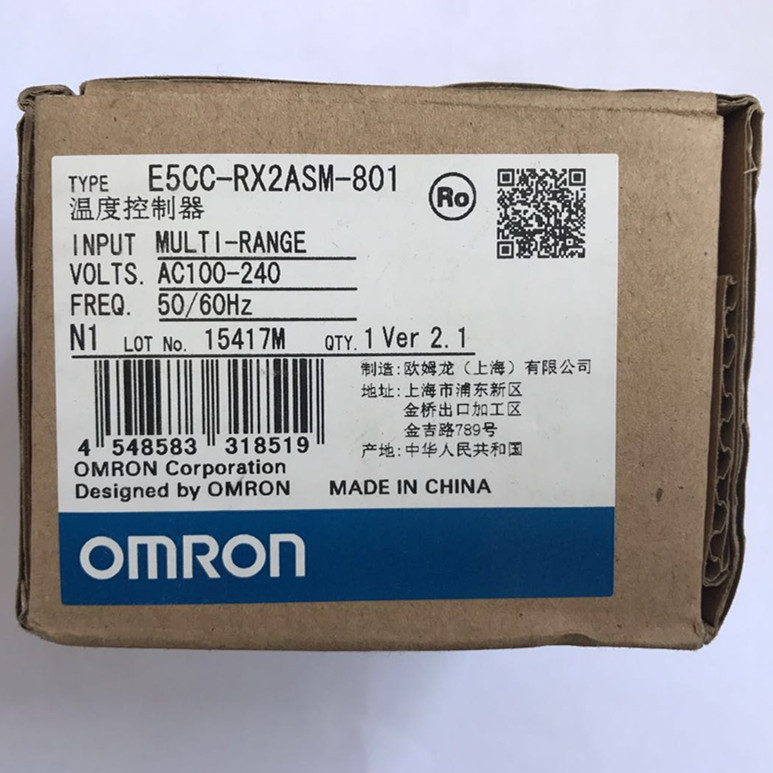 TYPE E5CC-RX2ASM-801
Ro
温度控制器
INPUT MULTI-RANGE
VOLTS. AC100-240
FREQ. 50/60Hz
N1 LOT No. 15417M QTY. 1 Ver 2.1
制造: 欧姆龙（上海）有限公司
地址: 上海市浦东新区
金桥出口加工区
金吉路789号
产地: 中华人民共和国
4 548583 318519
OMRON Corporation
Designed by OMRON MADE IN CHINA
OMRON